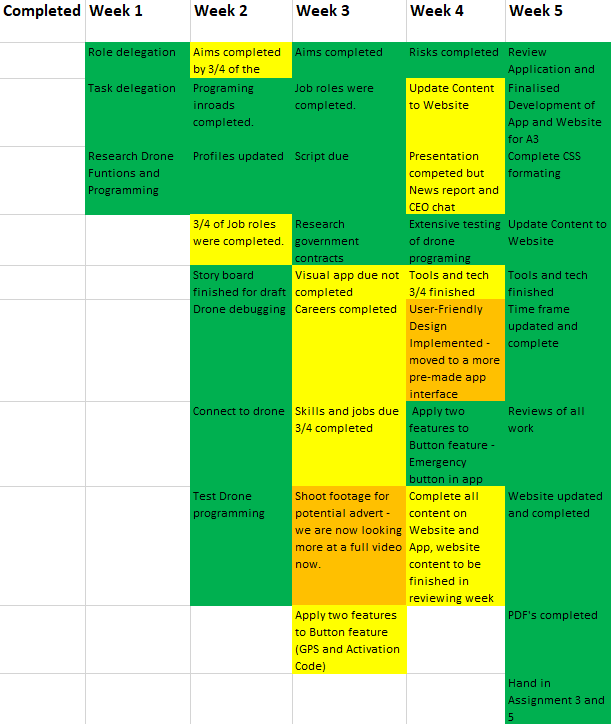 Completed Week 1 Week 2 Week 3 Week 4 Week 5
Role delegation
Aims completed
by 3/4 of the
Aims completed
Risks completed
Review
Application and
Task delegation
Programing
inroads
completed.
Job roles were
completed.
Update Content
to Website
Finalised
Development of
App and Website
for A3
Research Drone
Funtions and
Programming
Profiles updated
Script due
Presentation
competed but
News report and
CEO chat
Complete CSS
formating
3/4 of Job roles
were completed.
Research
government
contracts
Extensive testing
of drone
programing
Update Content to
Website
Story board
finished for draft
Visual app due not
completed
Tools and tech
3/4 finished
Tools and tech
finished
Drone debugging
Careers completed
User-Friendly
Design
Implemented -
moved to a more
pre-made app
interface
Time frame
updated and
complete
Connect to drone
Skills and jobs due
3/4 completed
Apply two
features to
Button feature -
Emergency
button in app
Reviews of all
work
Test Drone
programming
Shoot footage for
potential advert -
we are now looking
more at a full video
now.
Complete all
content on
Website and
App, website
content to be
finished in
reviewing week
Website updated
and completed
Apply two features
to Button feature
(GPS and Activation
Code)
PDF's completed
Hand in
Assignment 3 and
5